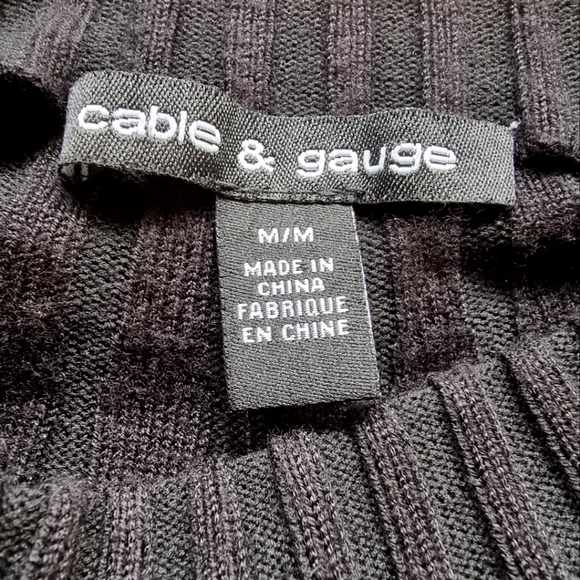 cable & gauge
M/M
MADE IN
CHINA
FABRIQUE
EN CHINE